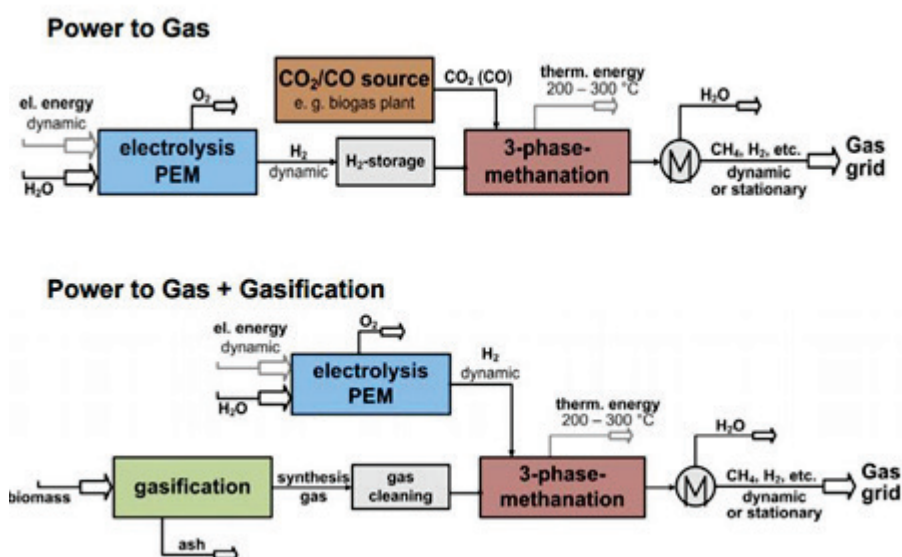 Power to Gas
el. energy
dynamic
H₂O
O₂
electrolysis
PEM
H₂
dynamic
CO₂/CO source
e. g. biogas plant
CO₂ (CO)
H₂-storage
3-phase-
methanation
therm. energy
200 – 300 °C
M
H₂O
CH₄, H₂, etc.
dynamic
or stationary
Gas
grid
Power to Gas + Gasification
el. energy
dynamic
H₂O
O₂
electrolysis
PEM
H₂
dynamic
biomass
gasification
ash
synthesis
gas
gas
cleaning
3-phase-
methanation
therm. energy
200 – 300 °C
M
H₂O
CH₄, H₂, etc.
dynamic
or stationary
Gas
grid